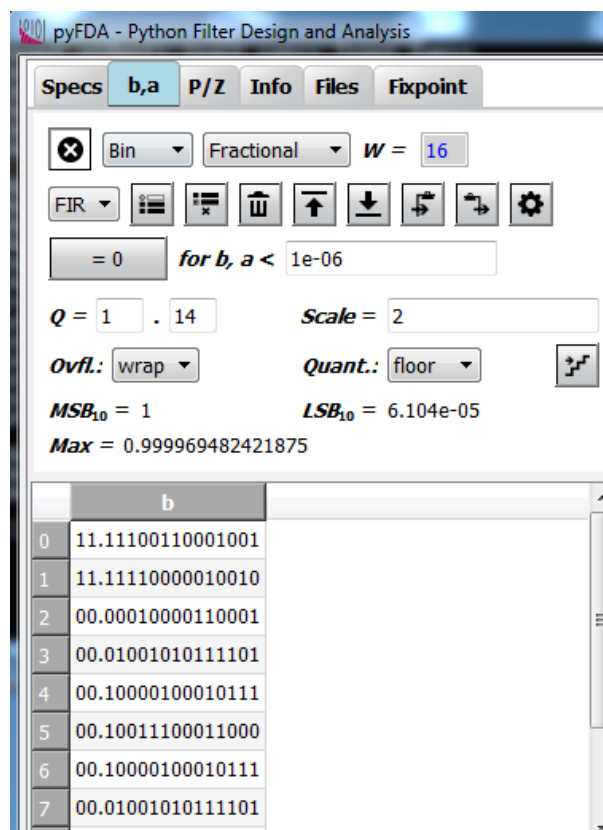 pyFDA - Python Filter Design and Analysis
Specs b,a P/Z Info Files Fixpoint
Bin Fractional W = 16
FIR
= 0 for b, a < 1e-06
Q = 1 . 14 Scale = 2
Ovfl.: wrap Quant.: floor
MSB10 = 1 LSB10 = 6.104e-05
Max = 0.999969482421875
b
0 11.11100110001001
1 11.11110000010010
2 00.00010000110001
3 00.01001010111101
4 00.10000100010111
5 00.10011100011000
6 00.10000100010111
7 00.01001010111101